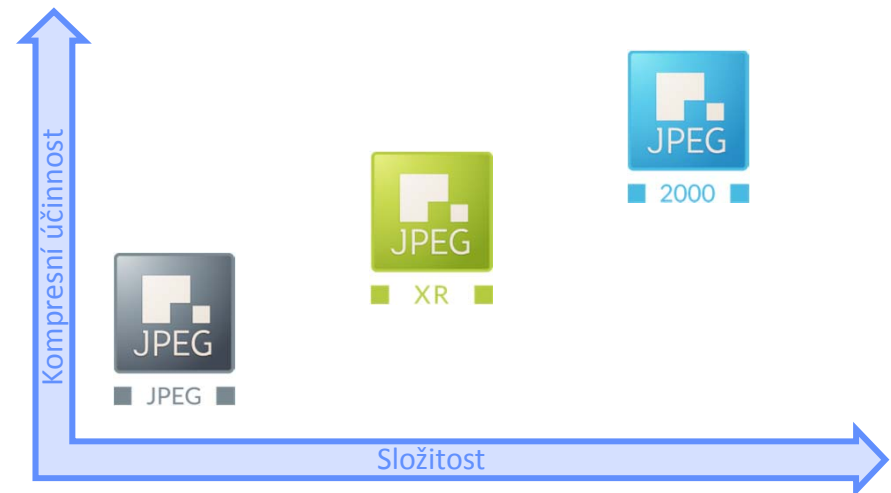 Kompresní účinnost
JPEG
2000
JPEG
XR
JPEG
JPEG
Složitost